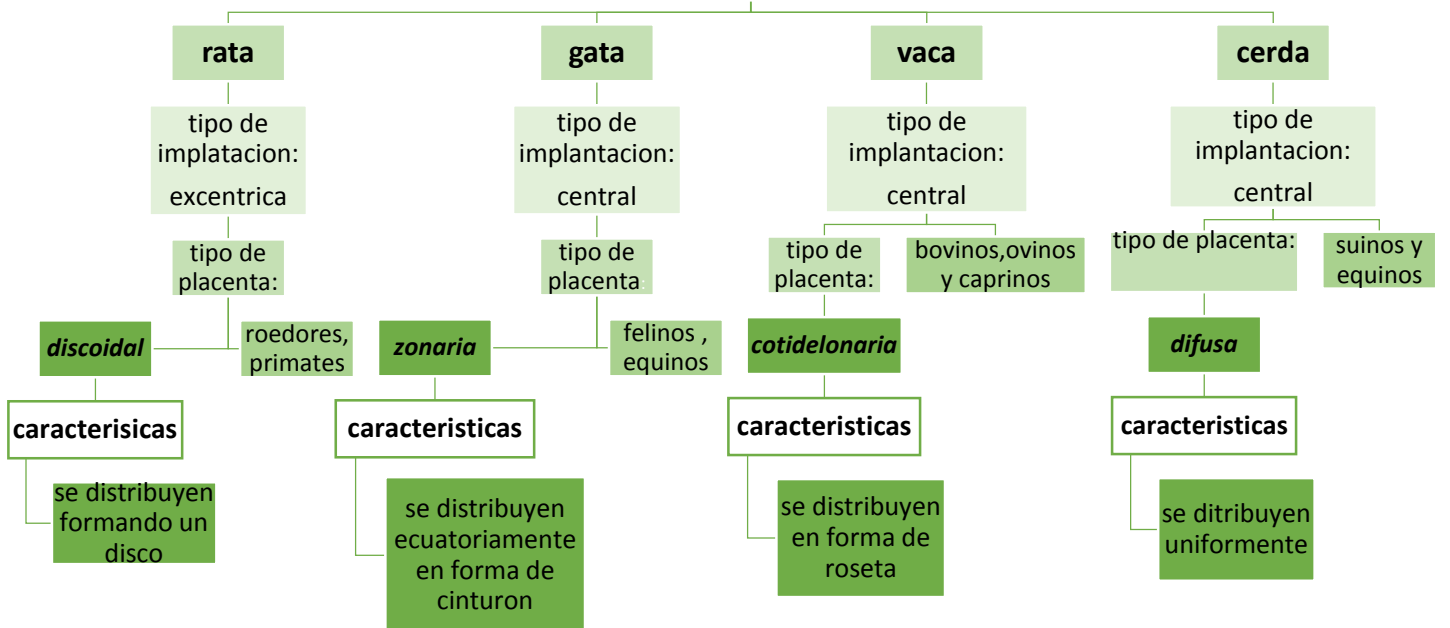 rata
gata
vaca
cerda
tipo de
implatacion:
excentrica
tipo de
implantacion:
central
tipo de
implantacion:
central
tipo de
implantacion:
central
tipo de
placenta:
tipo de
placenta:
tipo de
placenta:
bovinos,ovinos
y caprinos
tipo de placenta:
suinos y
equinos
discoidal
roedores,
primates
zonaria
felinos ,
equinos
cotidelonaria
difusa
caracterisicas
caracteristicas
caracteristicas
caracteristicas
se distribuyen
formando un
disco
se distribuyen
ecuatoriamente
en forma de
cinturon
se distribuyen
en forma de
roseta
se ditribuyen
uniformente